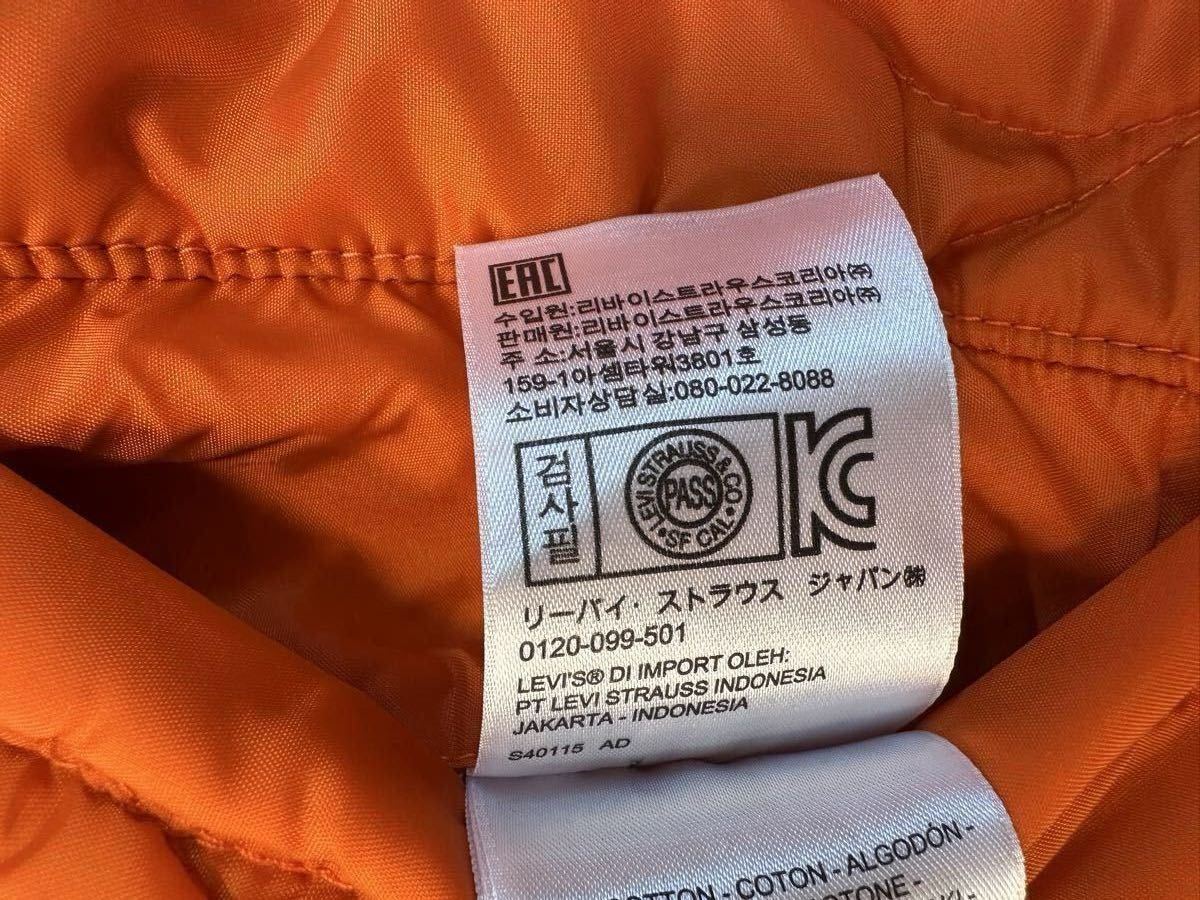 EAC
수입원:리바이스트라우스코리아㈜
판매원:리바이스트라우스코리아㈜
주 소:서울시 강남구 삼성동
159-1아셈타워3801호
소비자상담실:080-022-8088
검사필
LEVI STRAUSS & CO
PASS
• SF CAL •
KC
リーバイ・ストラウス ジャパン㈱
0120-099-501
LEVI'S® DI IMPORT OLEH:
PT LEVI STRAUSS INDONESIA
JAKARTA - INDONESIA
S40115 AD
COTTON - COTON - ALGODÓN -